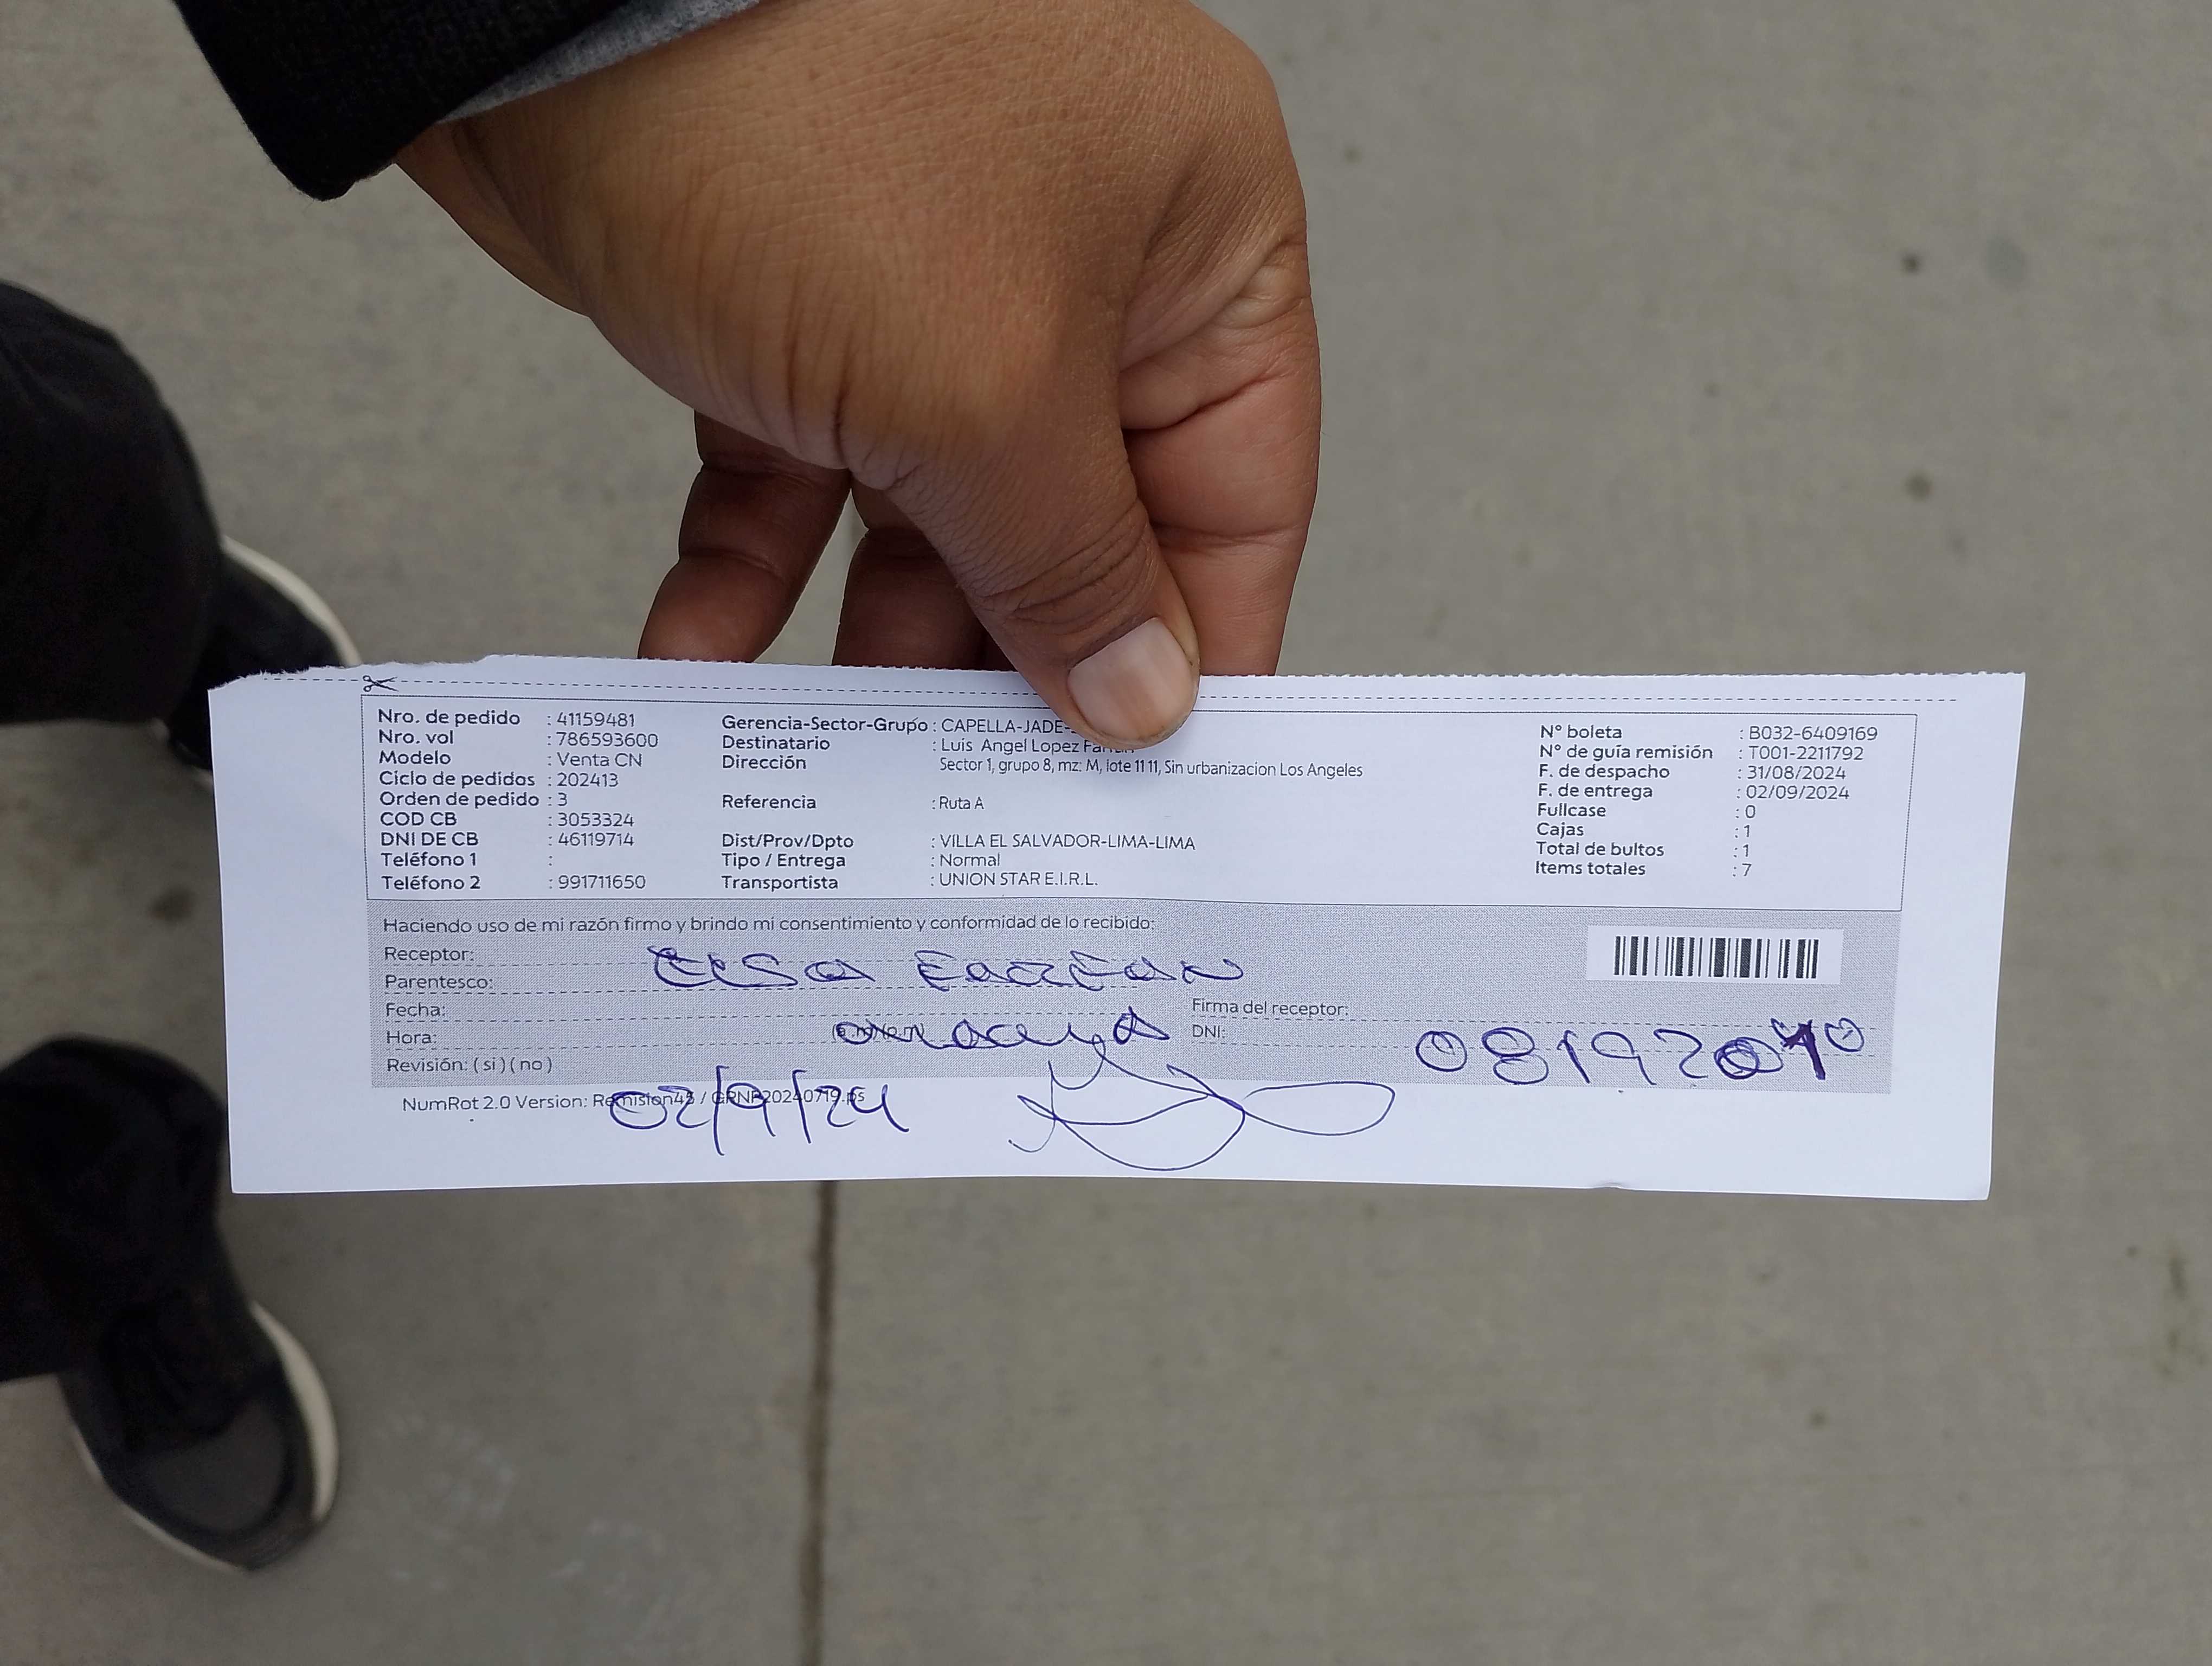 Nro. de pedido : 41159481
Nro. vol : 786593600
Modelo : Venta CN
Ciclo de pedidos : 202413
Orden de pedido : 3
COD CB : 3053324
DNI DE CB : 46119714
Teléfono 1 :
Teléfono 2 : 991711650
Gerencia-Sector-Grupo : CAPELLA-JADE-
Destinatario : Luis Angel Lopez
Dirección Sector 1, grupo 8, mz: M, lote 11 11, Sin urbanizacion Los Angeles
Referencia : Ruta A
Dist/Prov/Dpto : VILLA EL SALVADOR-LIMA-LIMA
Tipo / Entrega : Normal
Transportista : UNION STAR E.I.R.L.
N° boleta : B032-6409169
N° de guía remisión : T001-2211792
F. de despacho : 31/08/2024
F. de entrega : 02/09/2024
Fullcase : 0
Cajas : 1
Total de bultos : 1
Items totales : 7
Haciendo uso de mi razón firmo y brindo mi consentimiento y conformidad de lo recibido:
Receptor: Elsa Farfan
Parentesco:
Fecha:
Hora:
Revisión: ( si ) ( no )
Firma del receptor:
DNI:
NumRot 2.0 Version: Remision45 / GRNP20240719.ps
02/9/24